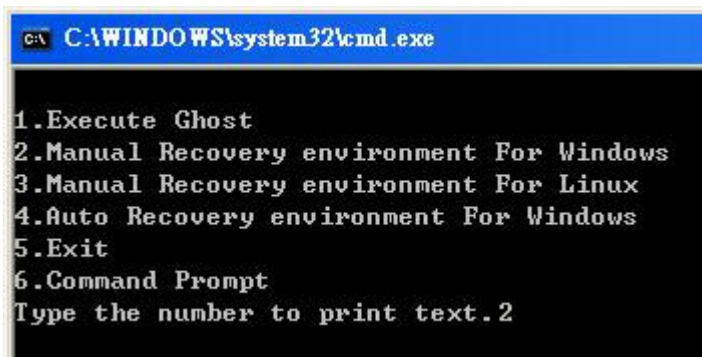 C:\WINDOWS\system32\cmd.exe
1.Execute Ghost
2.Manual Recovery environment For Windows
3.Manual Recovery environment For Linux
4.Auto Recovery environment For Windows
5.Exit
6.Command Prompt
Type the number to print text.2